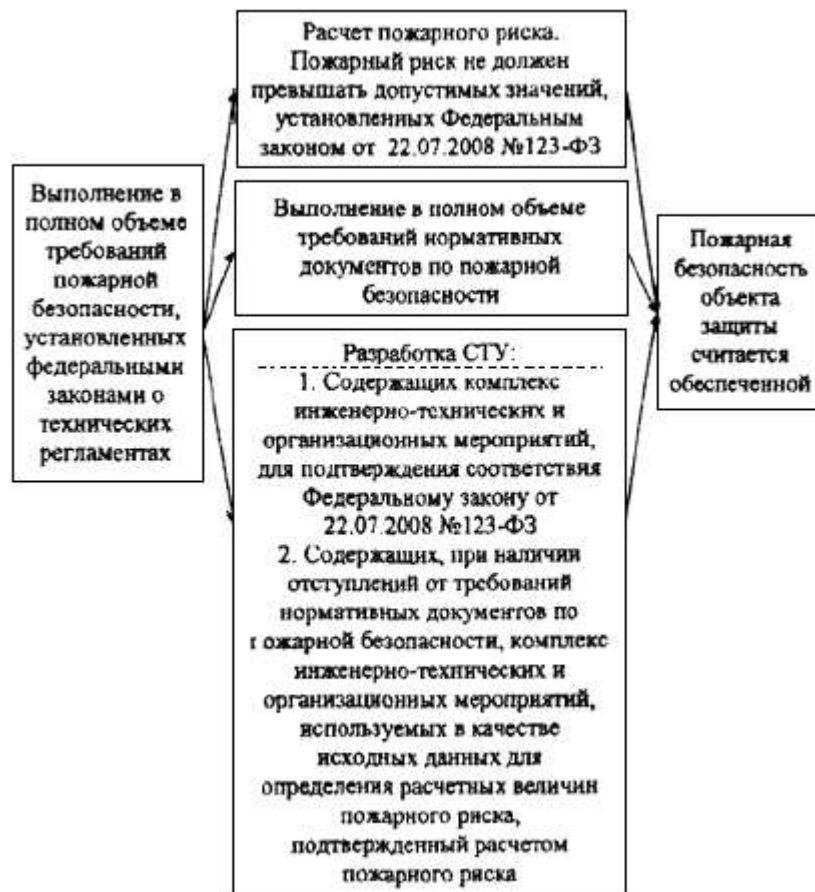 Расчет пожарного риска.
Пожарный риск не должен
превышать допустимых значений,
установленных Федеральным
законом от 22.07.2008 №123-ФЗ
Выполнение в
полном объеме
требований
пожарной
безопасности,
установленных
федеральными
законами о
технических
регламентах
Выполнение в полном объеме
требований нормативных
документов по пожарной
безопасности
Разработка СТУ:
1. Содержащих комплекс
инженерно-технических и
организационных мероприятий,
для подтверждения соответствия
Федеральному закону от
22.07.2008 №123-ФЗ
2. Содержащих, при наличии
отступлений от требований
нормативных документов по
пожарной безопасности, комплекс
инженерно-технических и
организационных мероприятий,
используемых в качестве
исходных данных для
определения расчетных величин
пожарного риска,
подтвержденный расчетом
пожарного риска
Пожарная
безопасность
объекта
защиты
считается
обеспеченной